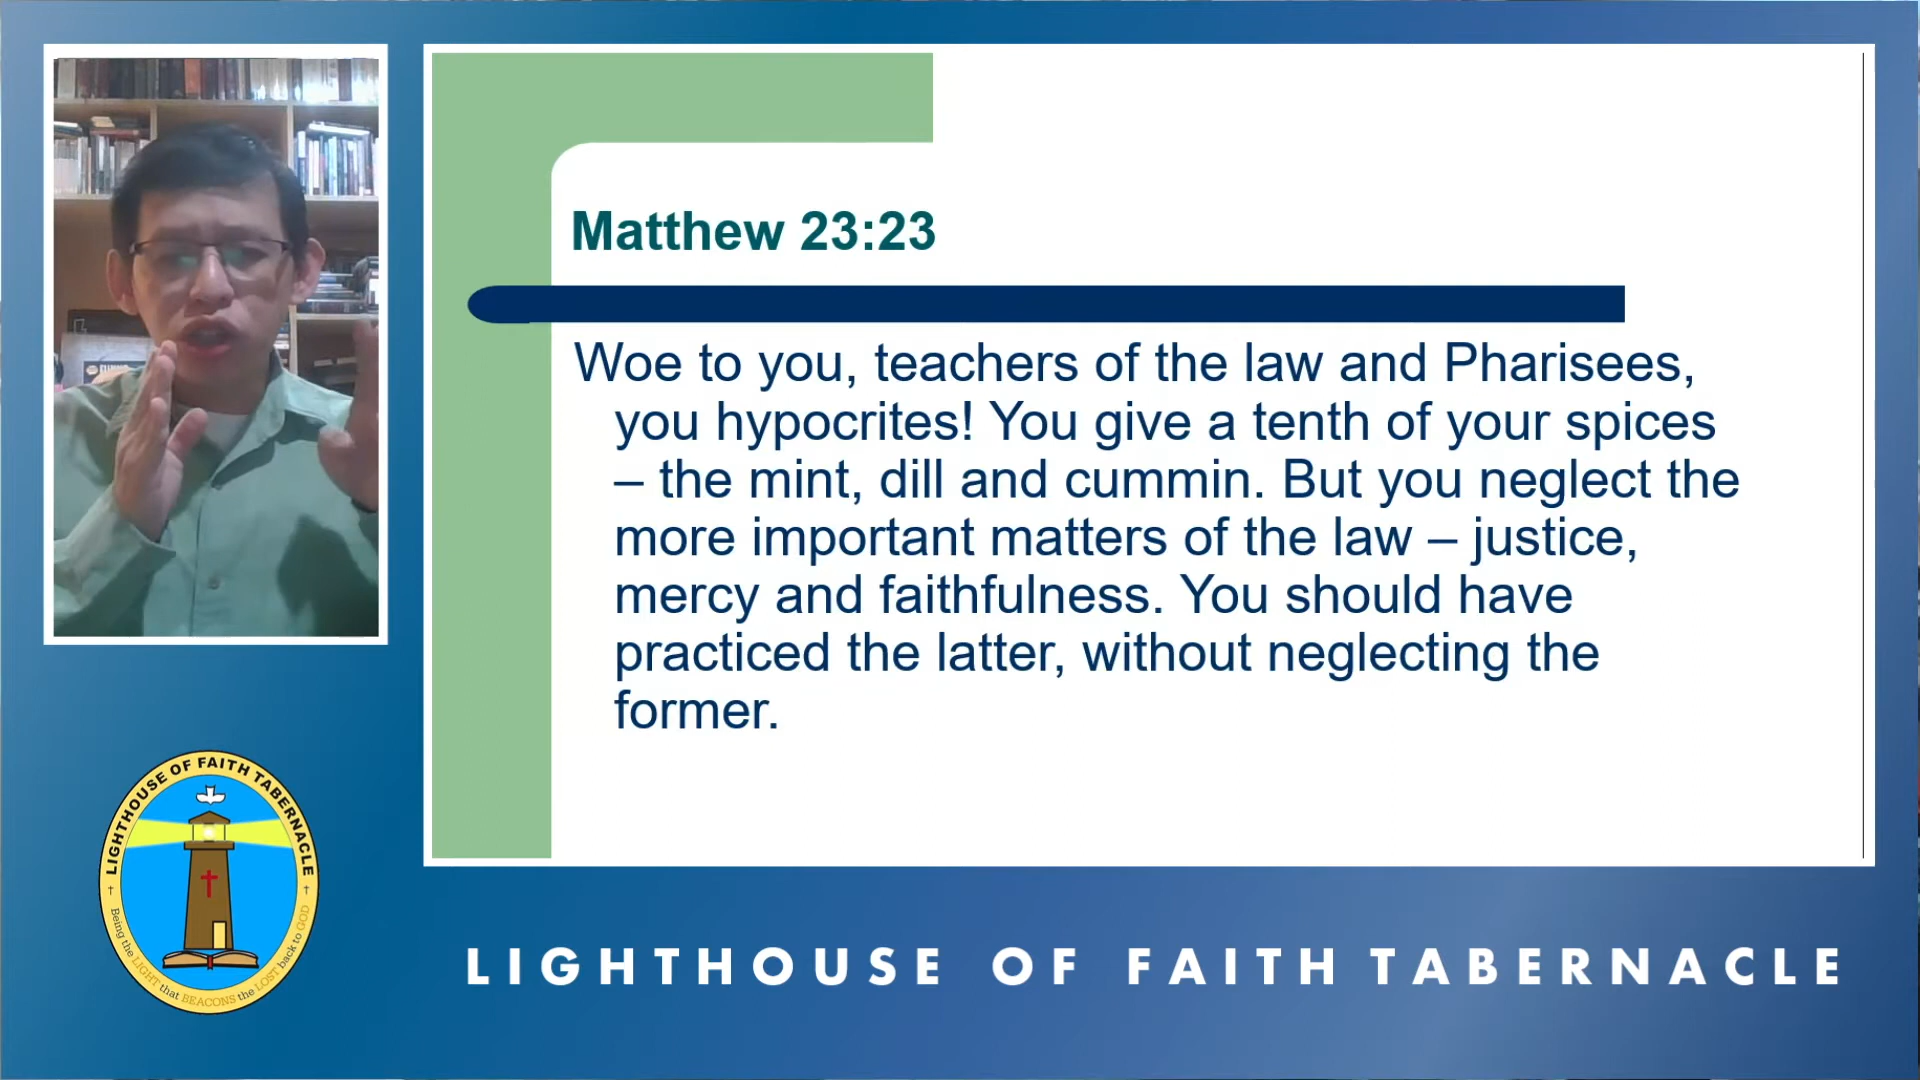 Matthew 23:23
Woe to you, teachers of the law and Pharisees,
you hypocrites! You give a tenth of your spices
– the mint, dill and cummin. But you neglect the
more important matters of the law – justice,
mercy and faithfulness. You should have
practiced the latter, without neglecting the
former.
LIGHTHOUSE OF FAITH TABERNACLE
Being the LIGHT that BEACONS the LOST back to GOD
LIGHTHOUSE OF FAITH TABERNACLE